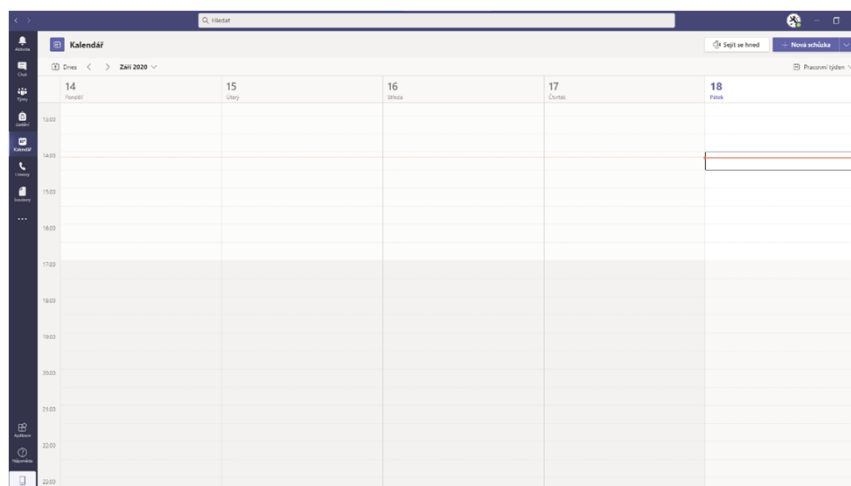 Hledat
Aktivita
Kalendář
Sejít se hned
+ Nová schůzka
Chat
Dnes
Září 2020
Pracovní týden
Týmy
14
Pondělí
15
Úterý
16
Středa
17
Čtvrtek
18
Pátek
Zadání
13:00
Kalendář
14:00
Hovory
15:00
Soubory
16:00
17:00
18:00
19:00
20:00
21:00
Aplikace
22:00
Nápověda
23:00